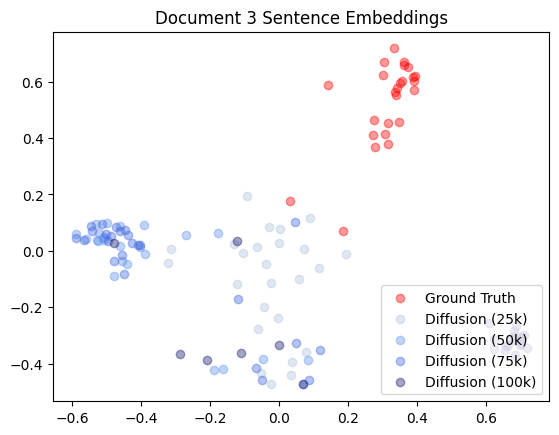 Document 3 Sentence Embeddings
0.6
0.4
0.2
0.0
−0.2
−0.4
Ground Truth
Diffusion (25k)
Diffusion (50k)
Diffusion (75k)
Diffusion (100k)
−0.6 −0.4 −0.2 0.0 0.2 0.4 0.6